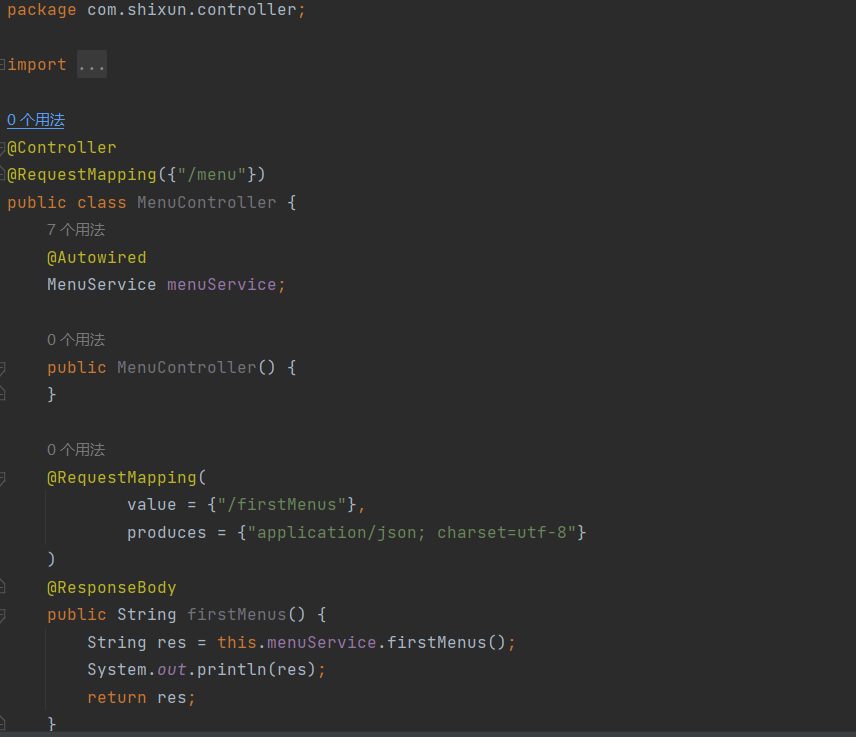 package com.shixun.controller;
import ...
0 个用法
@Controller
@RequestMapping({"/menu"})
public class MenuController {
7 个用法
@Autowired
MenuService menuService;
0 个用法
public MenuController() {
}
0 个用法
@RequestMapping(
value = {"/firstMenus"},
produces = {"application/json; charset=utf-8"}
)
@ResponseBody
public String firstMenus() {
String res = this.menuService.firstMenus();
System.out.println(res);
return res;
}